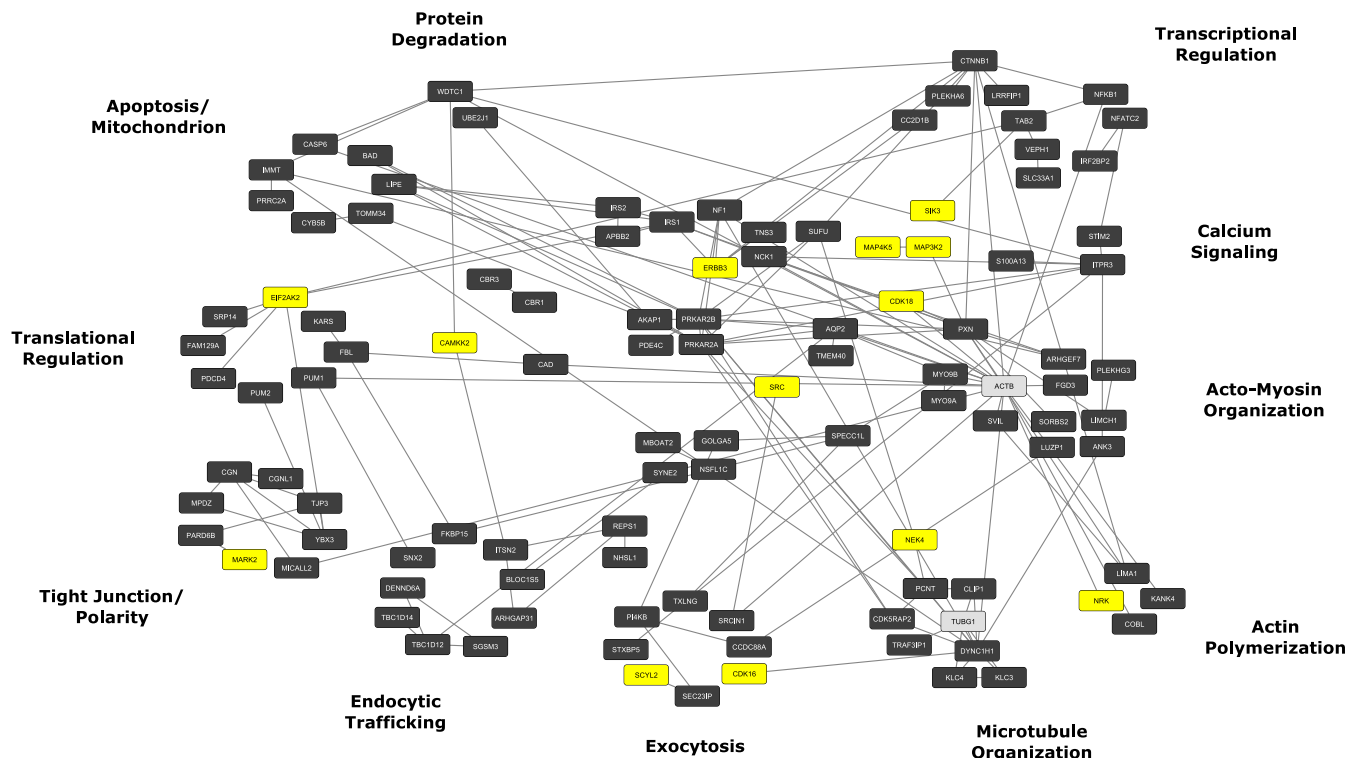 Protein
Degradation
Transcriptional
Regulation
CTNNB1
WDTC1
PLEKHA6
LRRFIP1
NFKB1
Apoptosis/
Mitochondrion
UBE2J1
CC2D1B
TAB2
NFATC2
CASP6
BAD
VEPH1
IRF2BP2
IMMT
LIPE
SLC33A1
PRRC2A
CYB5B
TOMM34
IRS2
IRS1
NF1
SIK3
APBB2
TNS3
SUFU
STIM2
Calcium
Signaling
NCK1
MAP4K5
MAP3K2
S100A13
ITPR3
ERBB3
CBR3
CBR1
EIF2AK2
CDK18
SRP14
KARS
AKAP1
PRKAR2B
AQP2
PXN
Translational
Regulation
FAM129A
FBL
CAMKK2
PDE4C
PRKAR2A
TMEM40
ARHGEF7
PDCD4
PUM1
CAD
MYO9B
PLEKHG3
PUM2
SRC
ACTB
FGD3
Acto-Myosin
Organization
MYO9A
SVIL
SORBS2
LIMCH1
MBOAT2
GOLGA5
SPECC1L
LUZP1
ANK3
CGN
CGNL1
SYNE2
NSFL1C
MPDZ
TJP3
PARD6B
YBX3
FKBP15
REPS1
NEK4
MARK2
MICALL2
SNX2
ITSN2
NHSL1
BLOC1S5
LIMA1
Tight Junction/
Polarity
DENND6A
PCNT
CLIP1
KANK4
TXLNG
NRK
TBC1D14
ARHGAP31
PI4KB
SRCIN1
CDK5RAP2
TUBG1
COBL
Actin
Polymerization
TBC1D12
SGSM3
STXBP5
CCDC88A
TRAF3IP1
DYNC1H1
SCYL2
CDK16
KLC4
KLC3
SEC23IP
Endocytic
Trafficking
Exocytosis
Microtubule
Organization